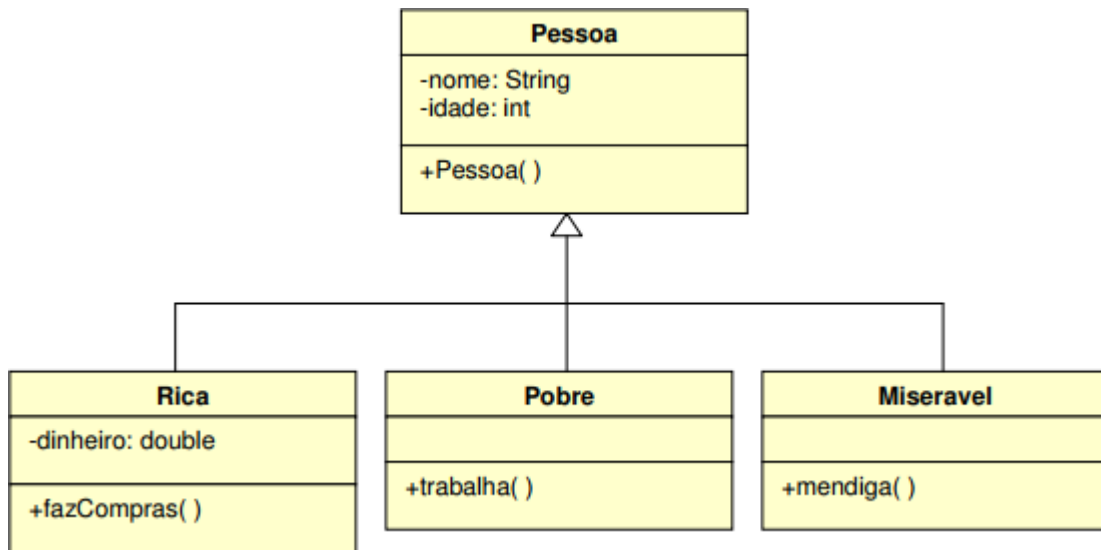 Pessoa
-nome: String
-idade: int
+Pessoa( )
Rica
-dinheiro: double
+fazCompras( )
Pobre
+trabalha( )
Miseravel
+mendiga( )